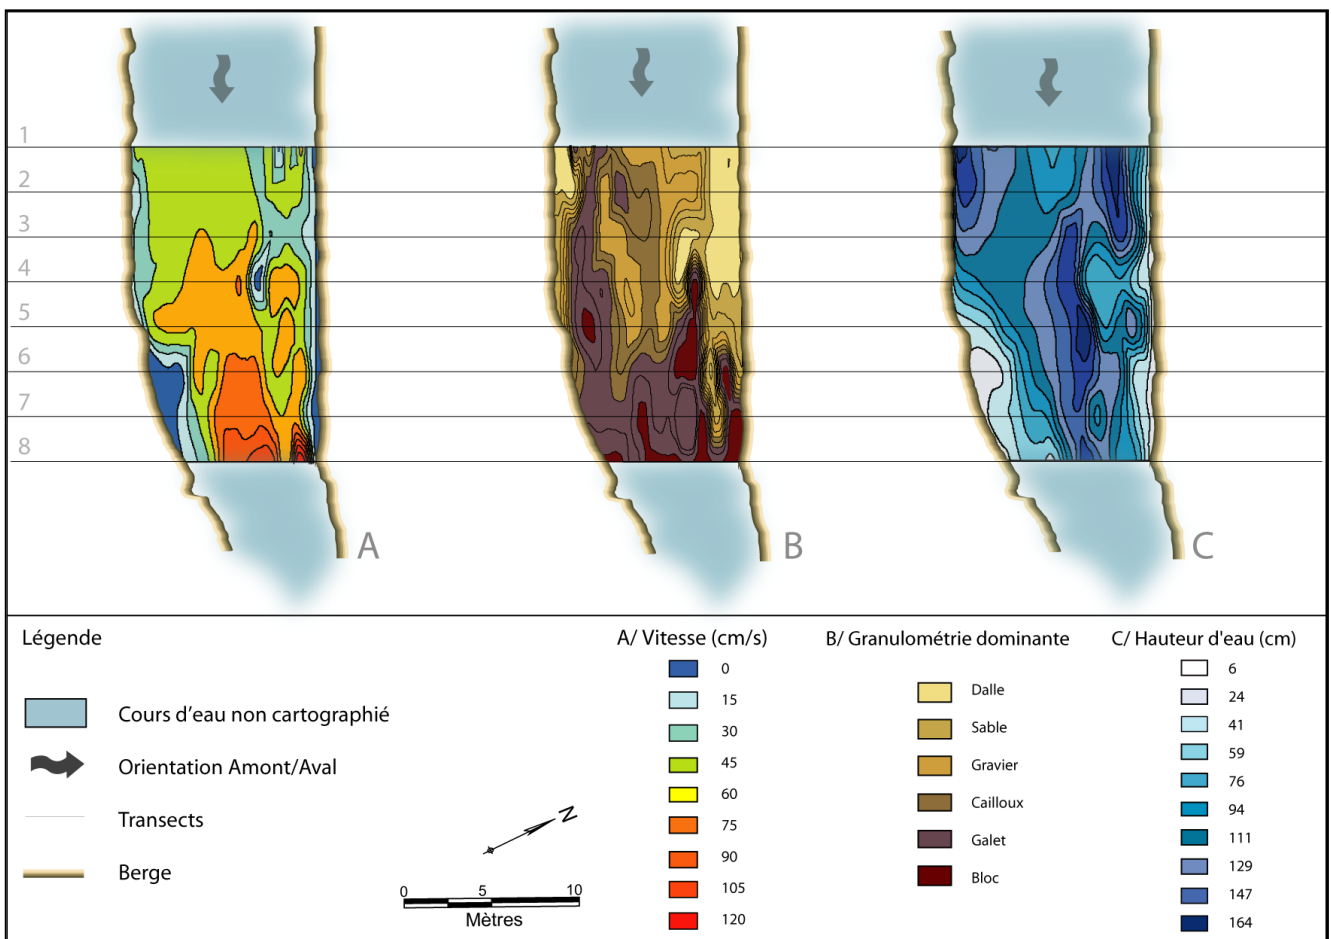 1
2
3
4
5
6
7
8
A
B
C
Légende
Cours d'eau non cartographié
Orientation Amont/Aval
Transects
Berge
N
0 5 10
Mètres
A/ Vitesse (cm/s)
0
15
30
45
60
75
90
105
120
B/ Granulométrie dominante
Dalle
Sable
Gravier
Cailloux
Galet
Bloc
C/ Hauteur d'eau (cm)
6
24
41
59
76
94
111
129
147
164